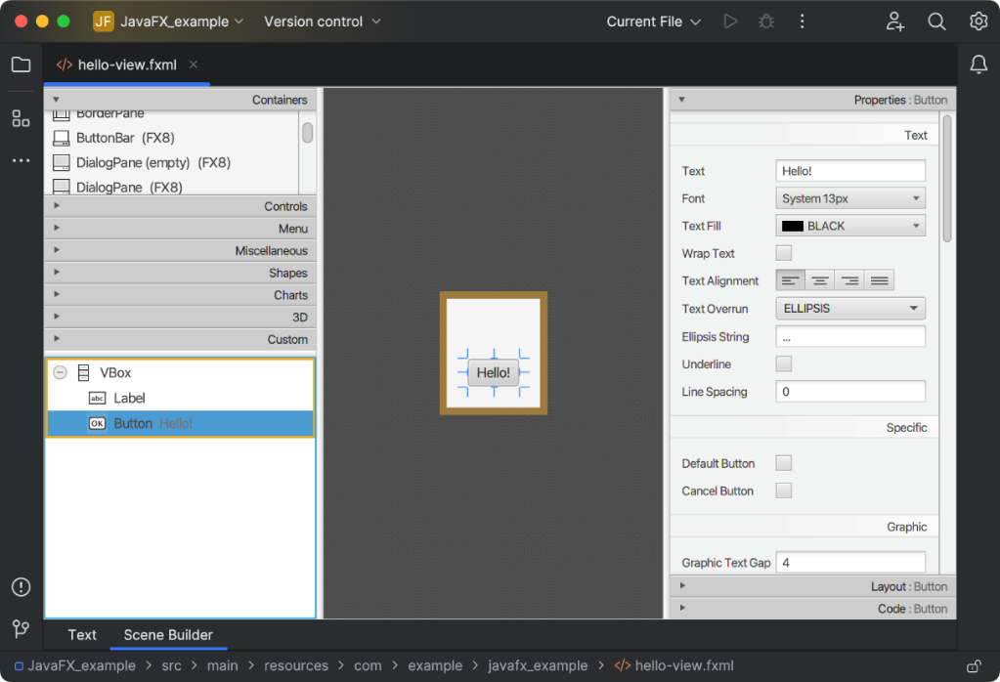 JF JavaFX_example Version control Current File
hello-view.fxml
Containers
BorderPane
ButtonBar (FX8)
DialogPane (empty) (FX8)
DialogPane (FX8)
Controls
Menu
Miscellaneous
Shapes
Charts
3D
Custom
VBox
abc Label
OK Button Hello!
Hello!
Properties : Button
Text
Text Hello!
Font System 13px
Text Fill BLACK
Wrap Text
Text Alignment
Text Overrun ELLIPSIS
Ellipsis String ...
Underline
Line Spacing 0
Specific
Default Button
Cancel Button
Graphic
Graphic Text Gap 4
Layout : Button
Code : Button
Text Scene Builder
JavaFX_example > src > main > resources > com > example > javafx_example > hello-view.fxml